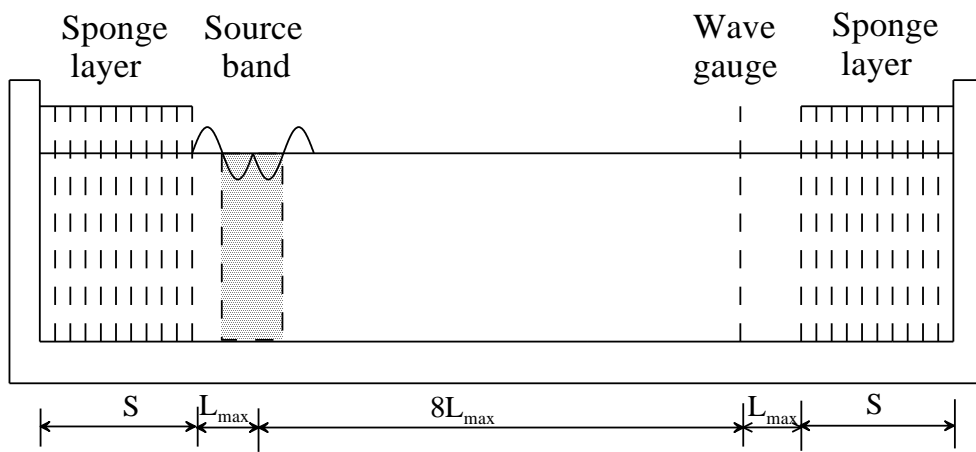 Sponge
layer
Source
band
Wave
gauge
Sponge
layer
S
L_max
8L_max
L_max
S